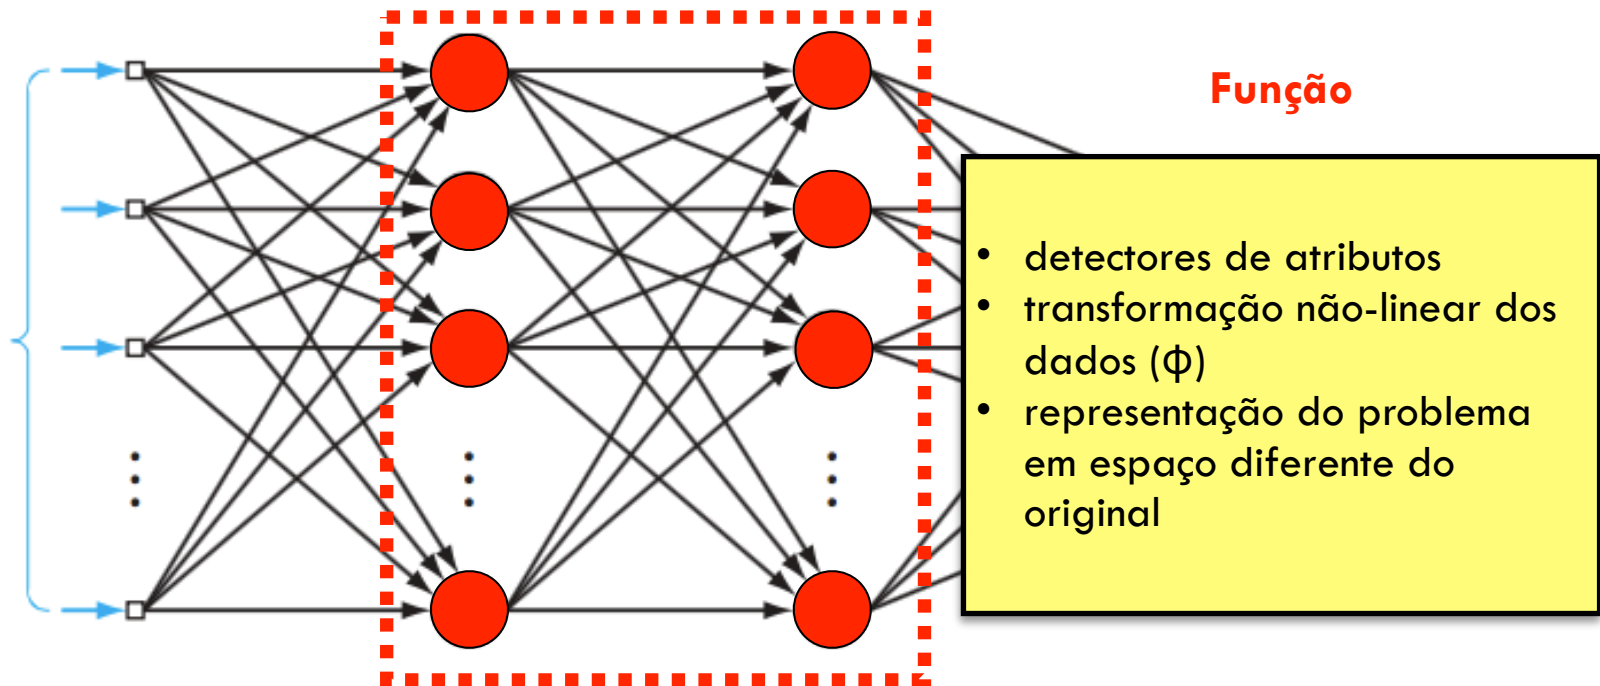 Função
• detectores de atributos
• transformação não-linear dos
dados (ф)
• representação do problema
em espaço diferente do
original